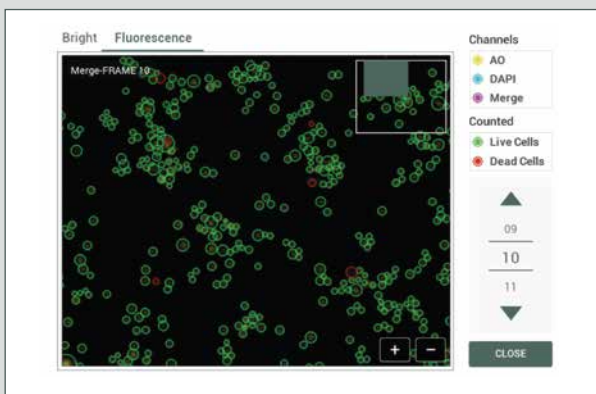 Bright Fluorescence
Merge-FRAME 10
+ −
Channels
AO
DAPI
Merge
Counted
Live Cells
Dead Cells
09
10
11
CLOSE